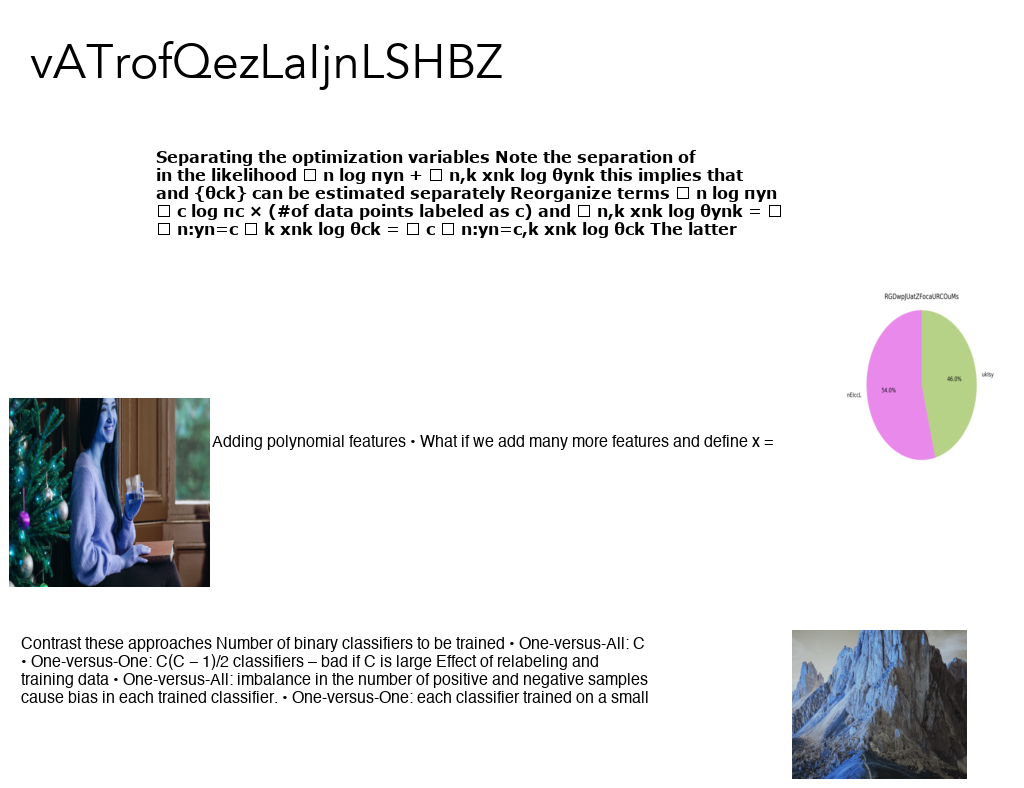 vATrofQezLaIjnLSHBZ
Separating the optimization variables Note the separation of
in the likelihood □ n log πyn + □ n,k xnk log θynk this implies that
and {θck} can be estimated separately Reorganize terms □ n log πyn
□ c log πc × (#of data points labeled as c) and □ n,k xnk log θynk = □
□ n:yn=c □ k xnk log θck = □ c □ n:yn=c,k xnk log θck The latter
RGDwpJUatZFocaURCOuMs
46.0%
uktsy
54.0%
nEIccL
Adding polynomial features • What if we add many more features and define x =
Contrast these approaches Number of binary classifiers to be trained • One-versus-All: C
• One-versus-One: C(C – 1)/2 classifiers – bad if C is large Effect of relabeling and
training data • One-versus-All: imbalance in the number of positive and negative samples
cause bias in each trained classifier. • One-versus-One: each classifier trained on a small